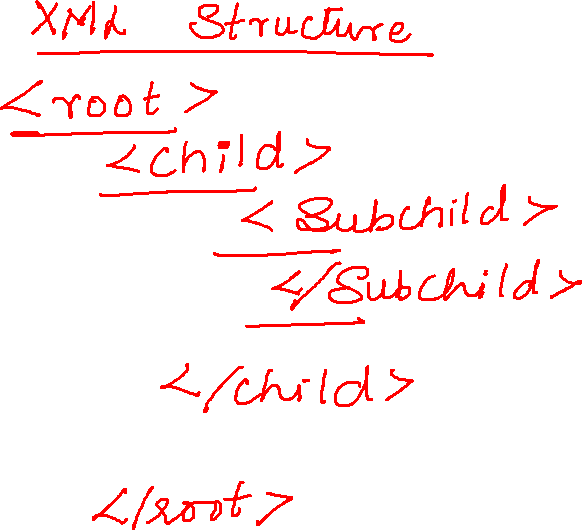 XML Structure
<root>
<child>
<Subchild>
</Subchild>
</child>
</root>